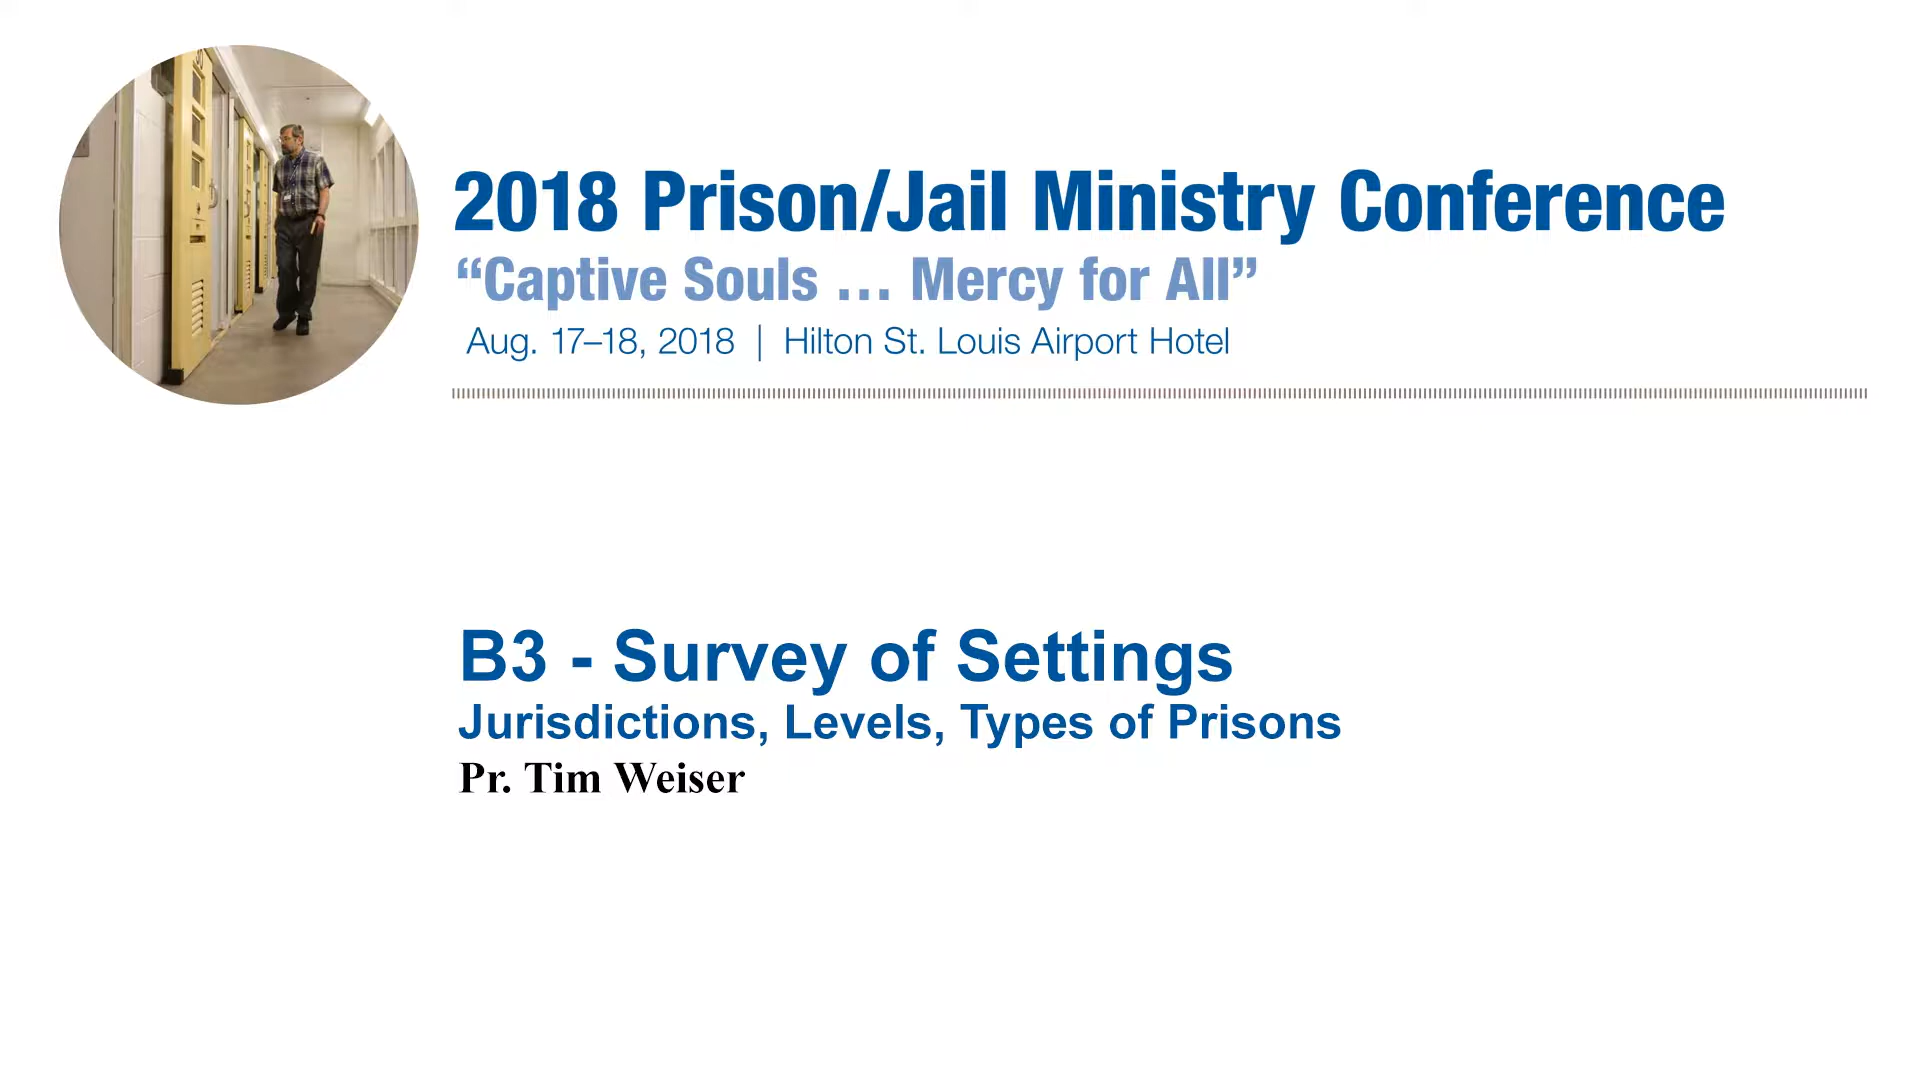 2018 Prison/Jail Ministry Conference
“Captive Souls … Mercy for All”
Aug. 17–18, 2018 | Hilton St. Louis Airport Hotel
B3 - Survey of Settings
Jurisdictions, Levels, Types of Prisons
Pr. Tim Weiser